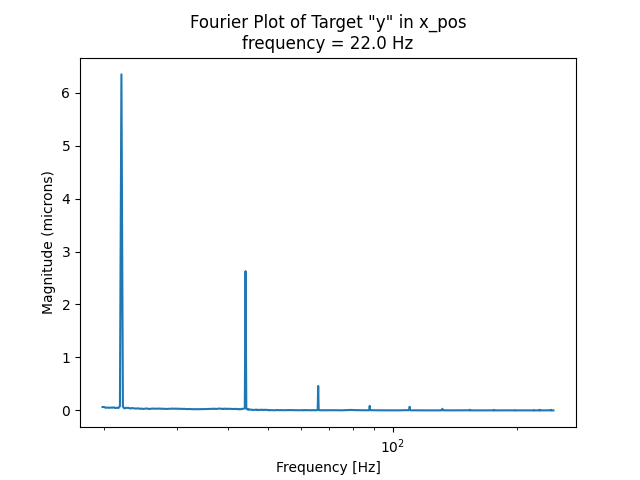 Fourier Plot of Target "y" in x_pos
frequency = 22.0 Hz
Magnitude (microns)
6
5
4
3
2
1
0
10²
Frequency [Hz]